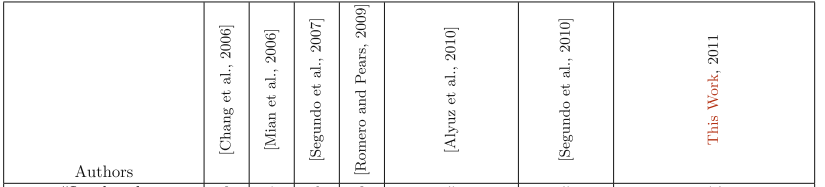 Authors
[Chang et al., 2006]
[Mian et al., 2006]
[Segundo et al., 2007]
[Romero and Pears, 2009]
[Alyuz et al., 2010]
[Segundo et al., 2010]
This Work, 2011